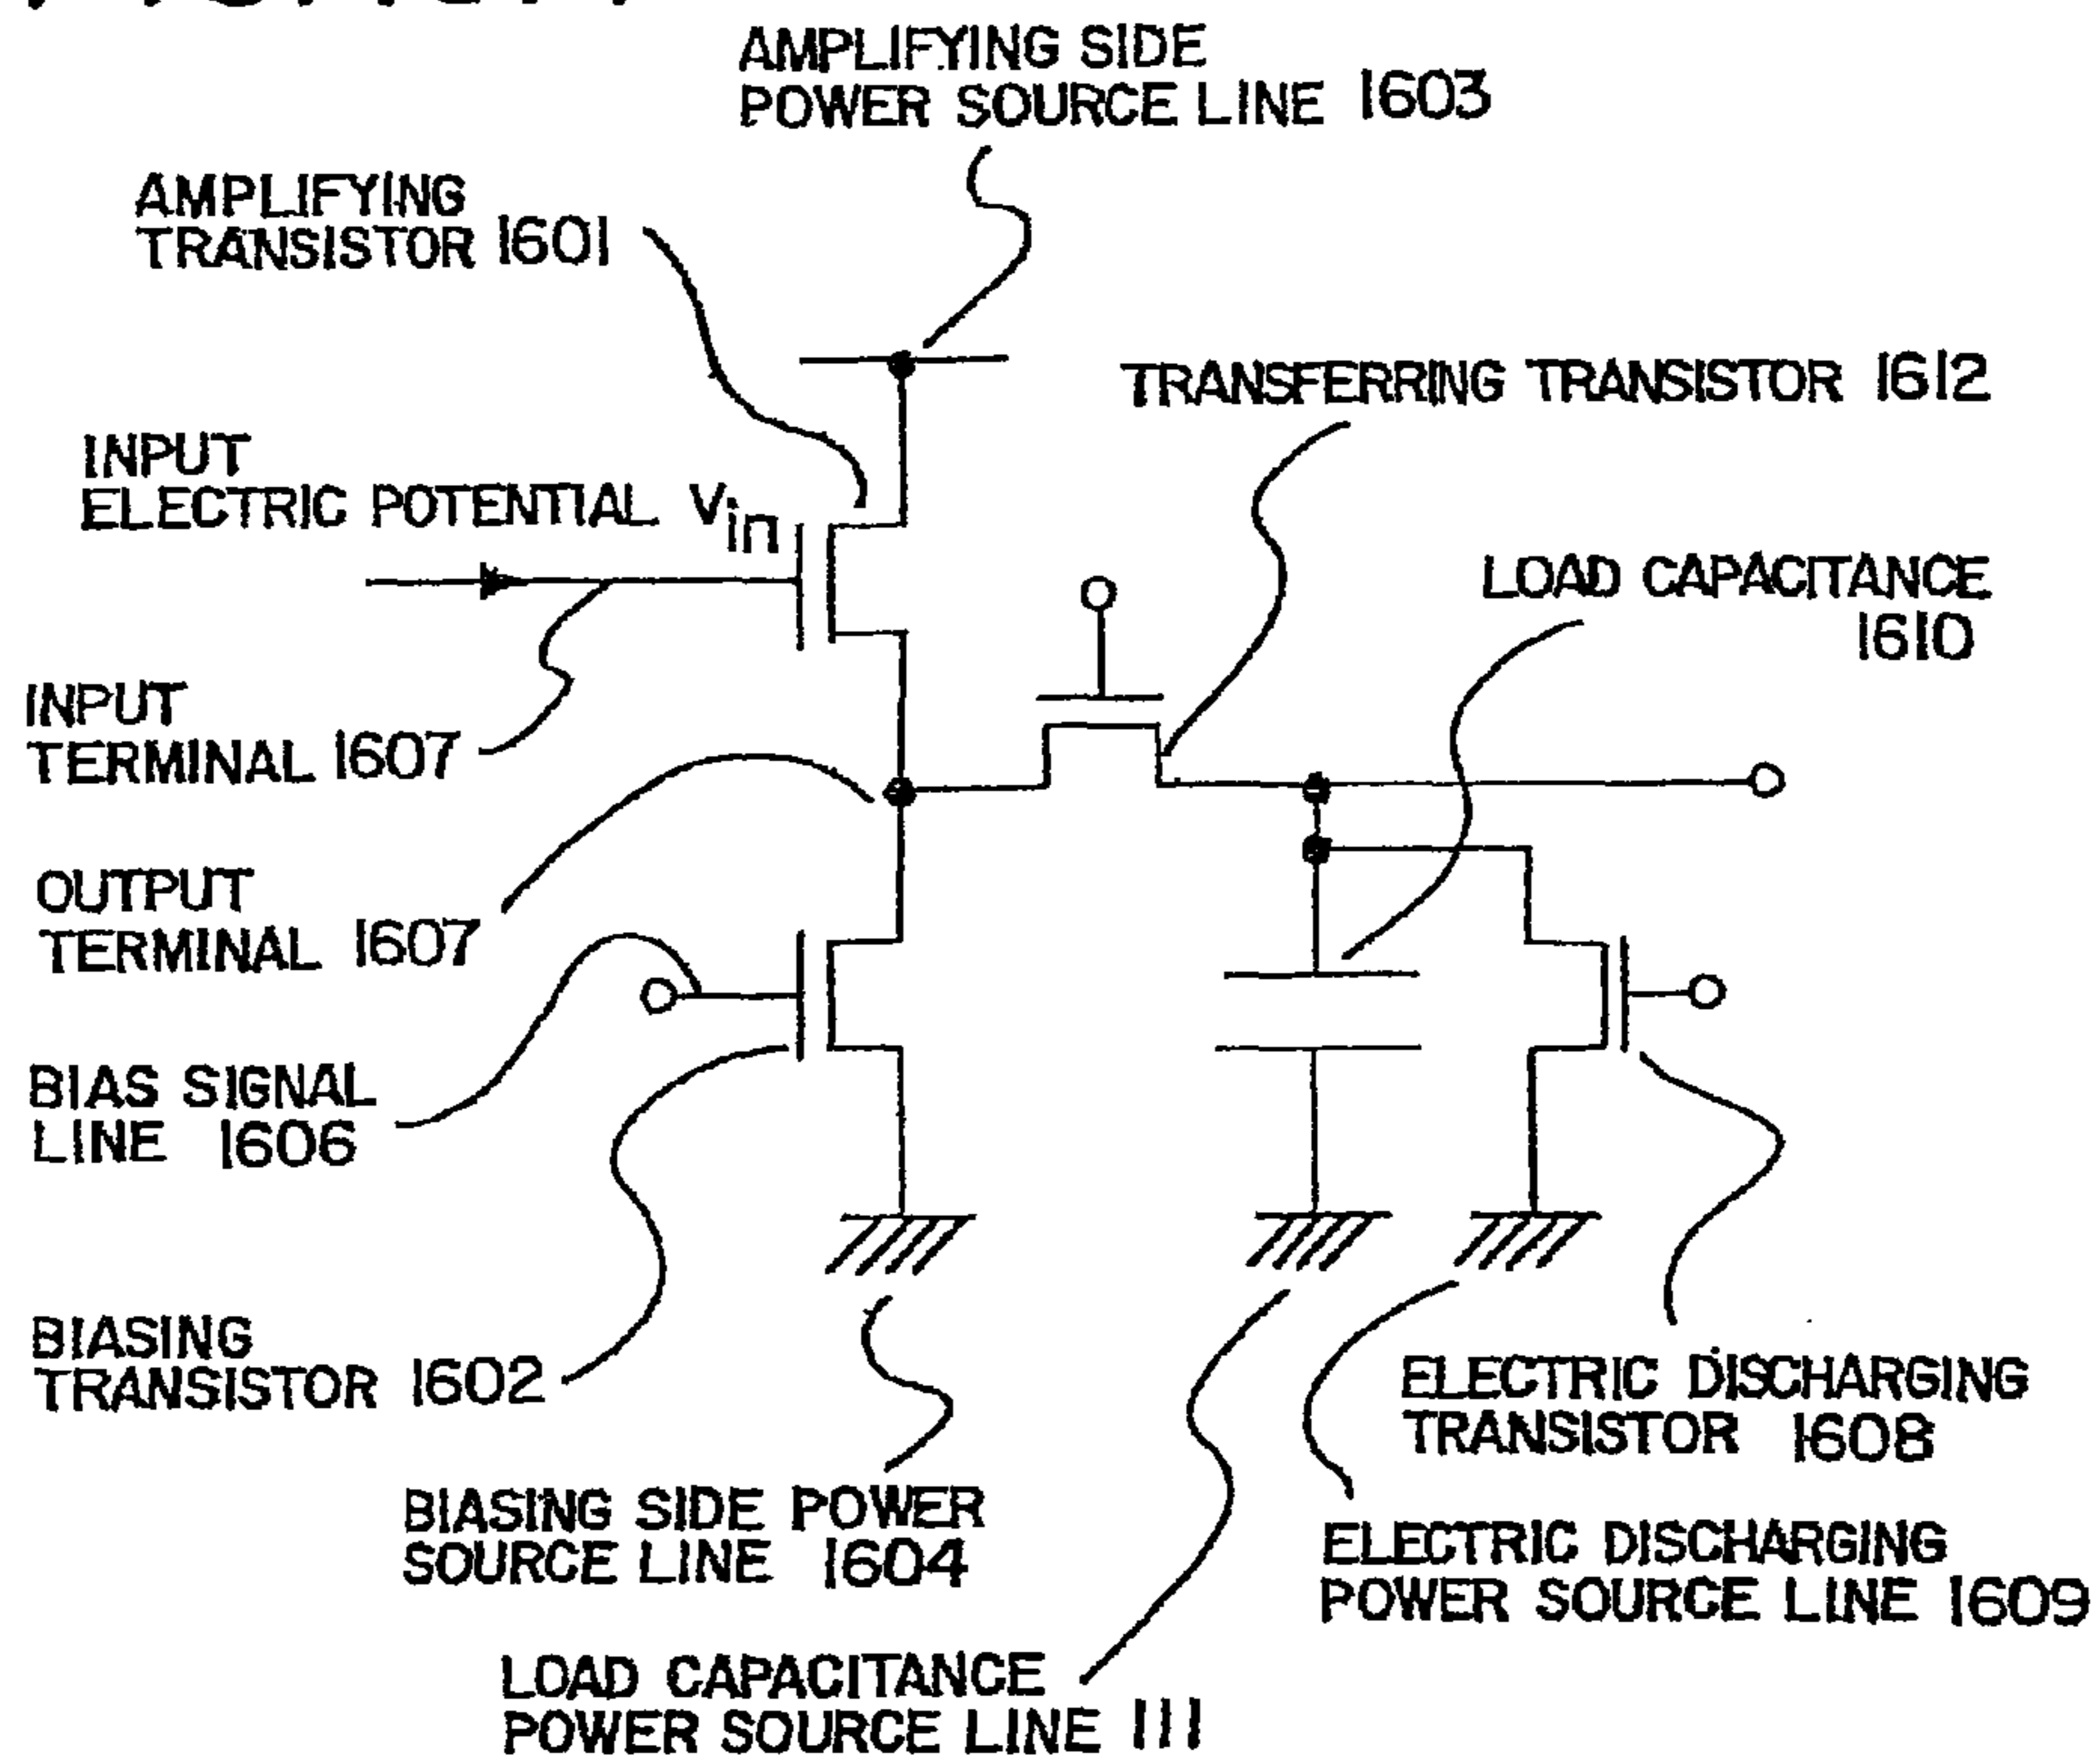 AMPLIFYING SIDE
POWER SOURCE LINE 1603
AMPLIFYING
TRANSISTOR 1601
TRANSFERRING TRANSISTOR 1612
INPUT
ELECTRIC POTENTIAL Vin
LOAD CAPACITANCE
1610
INPUT
TERMINAL 1607
OUTPUT
TERMINAL 1607
BIAS SIGNAL
LINE 1606
BIASING
TRANSISTOR 1602
ELECTRIC DISCHARGING
TRANSISTOR 1608
BIASING SIDE POWER
SOURCE LINE 1604
ELECTRIC DISCHARGING
POWER SOURCE LINE 1609
LOAD CAPACITANCE
POWER SOURCE LINE 111